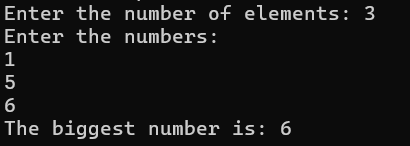 Enter the number of elements: 3
Enter the numbers:
1
5
6
The biggest number is: 6